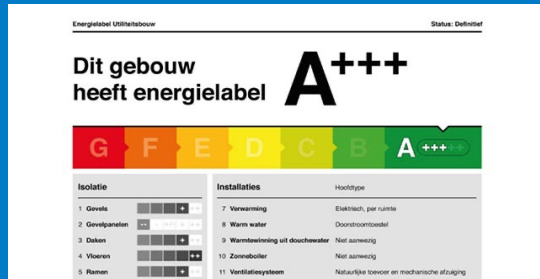 Energielabel Utiliteitsbouw Status: Definitief
Dit gebouw
heeft energielabel A+++
G F E D C B A +++++
Isolatie Installaties Hoofdtype
1 Gevels + ++ 7 Verwarming Elektrisch, per ruimte
2 Gevelpanelen -- 8 Warm water Doorstroomtoestel
3 Daken + ++ 9 Warmtewinning uit douchewater Niet aanwezig
4 Vloeren ++ 10 Zonneboiler Niet aanwezig
5 Ramen + ++ 11 Ventilatiesysteem Natuurlijke toevoer en mechanische afzuiging